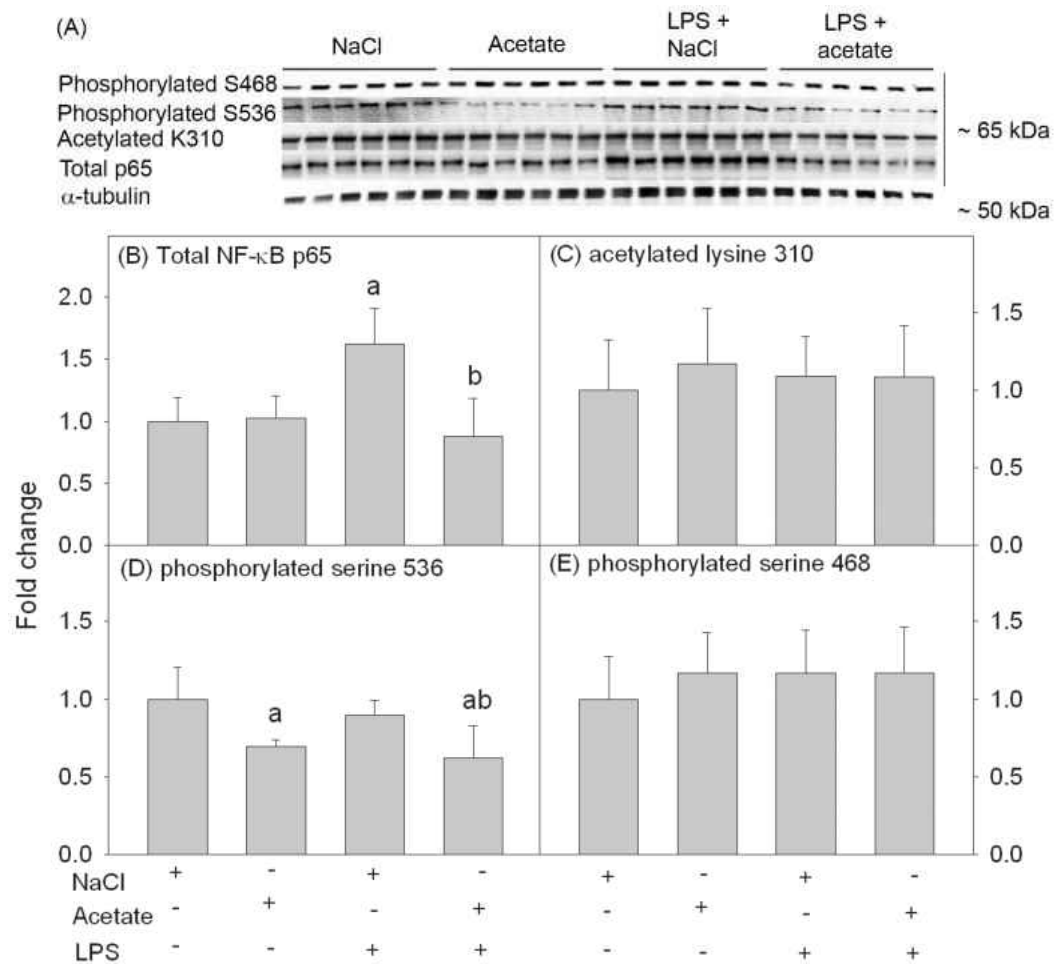 (A)
NaCl Acetate LPS + NaCl LPS + acetate
Phosphorylated S468
Phosphorylated S536
Acetylated K310
Total p65
α-tubulin
~ 65 kDa
~ 50 kDa
(B) Total NF-κB p65
2.0
1.5
1.0
0.5
0.0
a
b
(C) acetylated lysine 310
1.5
1.0
0.5
0.0
Fold change
(D) phosphorylated serine 536
1.5
1.0
0.5
0.0
a
ab
(E) phosphorylated serine 468
1.5
1.0
0.5
0.0
NaCl + - + - + - + -
Acetate - + - + - + - +
LPS - - + + - - + +